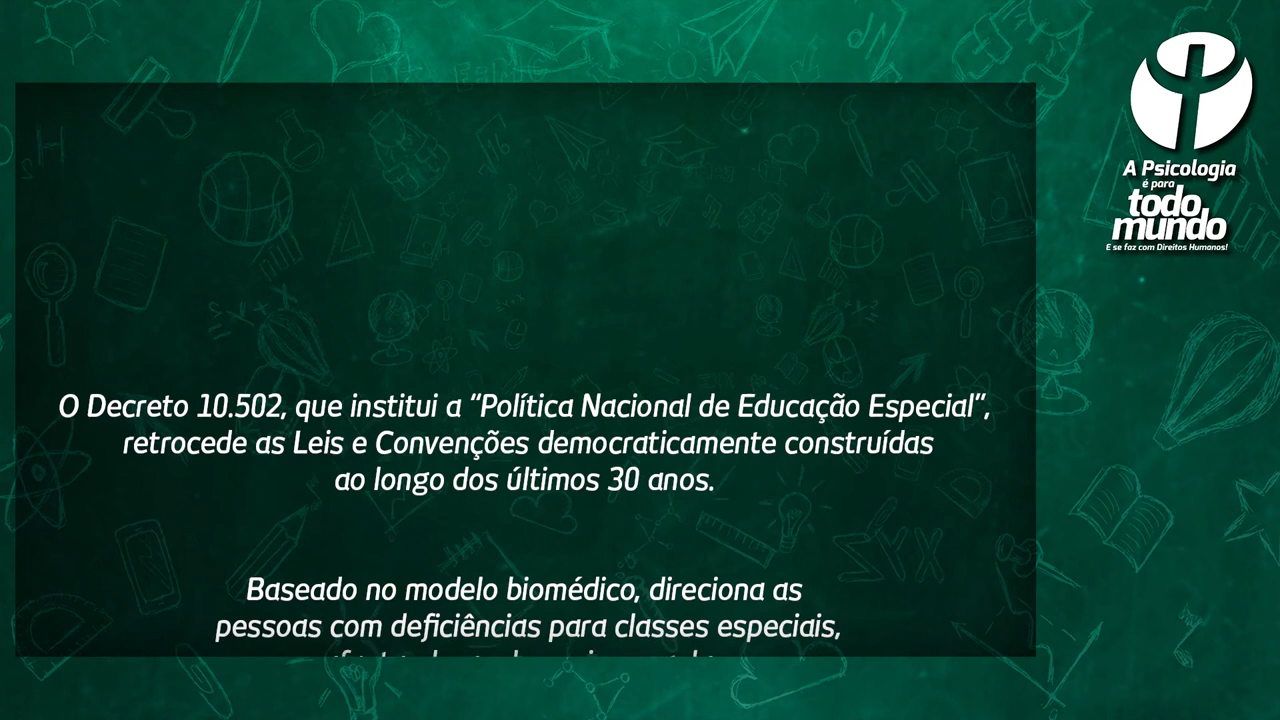 A Psicologia
é para
todo
mundo
E se faz com Direitos Humanos!
O Decreto 10.502, que institui a “Política Nacional de Educação Especial”,
retrocede as Leis e Convenções democraticamente construídas
ao longo dos últimos 30 anos.
Baseado no modelo biomédico, direciona as
pessoas com deficiências para classes especiais,